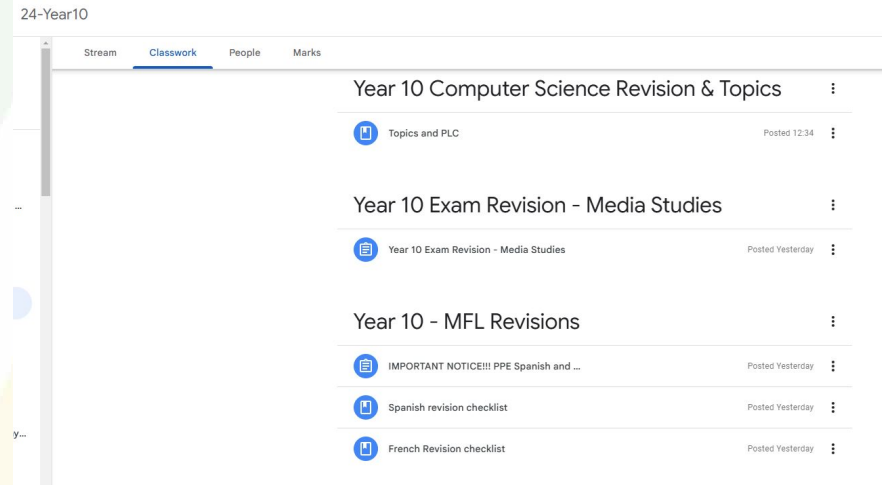 24-Year10
Stream Classwork People Marks
Year 10 Computer Science Revision & Topics
Topics and PLC Posted 12:34
Year 10 Exam Revision - Media Studies
...
Year 10 Exam Revision - Media Studies Posted Yesterday
Year 10 - MFL Revisions
IMPORTANT NOTICE!!! PPE Spanish and ... Posted Yesterday
Spanish revision checklist Posted Yesterday
y...
French Revision checklist Posted Yesterday